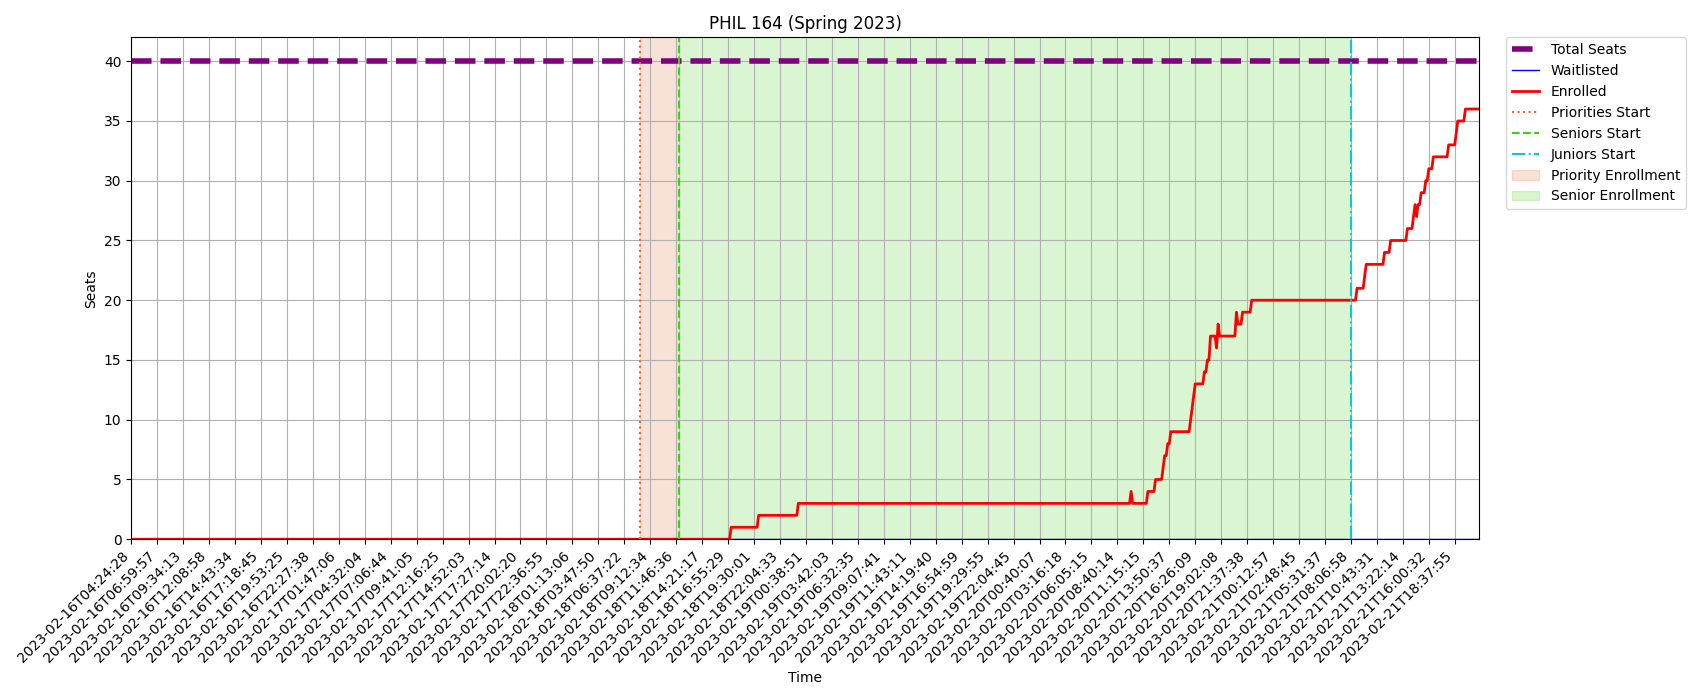 PHIL 164 (Spring 2023)
Total Seats
Waitlisted
Enrolled
Priorities Start
Seniors Start
Juniors Start
Priority Enrollment
Senior Enrollment
Seats
40
35
30
25
20
15
10
5
0
2023-02-16T04:24:28
2023-02-16T06:59:57
2023-02-16T09:34:13
2023-02-16T12:08:58
2023-02-16T14:43:34
2023-02-16T17:18:45
2023-02-16T19:53:25
2023-02-16T22:27:38
2023-02-17T01:47:06
2023-02-17T04:32:04
2023-02-17T07:06:44
2023-02-17T09:41:05
2023-02-17T12:16:25
2023-02-17T14:52:03
2023-02-17T17:27:14
2023-02-17T20:02:20
2023-02-17T22:36:55
2023-02-18T01:13:06
2023-02-18T03:47:50
2023-02-18T06:37:22
2023-02-18T09:12:34
2023-02-18T11:46:36
2023-02-18T14:21:17
2023-02-18T16:55:29
2023-02-18T19:30:01
2023-02-18T22:04:33
2023-02-19T00:38:51
2023-02-19T03:42:03
2023-02-19T06:32:35
2023-02-19T09:07:41
2023-02-19T11:43:11
2023-02-19T14:19:40
2023-02-19T16:54:59
2023-02-19T19:29:55
2023-02-19T22:04:45
2023-02-20T00:40:07
2023-02-20T03:16:18
2023-02-20T06:05:15
2023-02-20T08:40:14
2023-02-20T11:15:15
2023-02-20T13:50:37
2023-02-20T16:26:09
2023-02-20T19:02:08
2023-02-20T21:37:38
2023-02-21T00:12:57
2023-02-21T02:48:45
2023-02-21T05:31:37
2023-02-21T08:06:58
2023-02-21T10:43:31
2023-02-21T13:22:14
2023-02-21T16:00:32
2023-02-21T18:37:55
Time